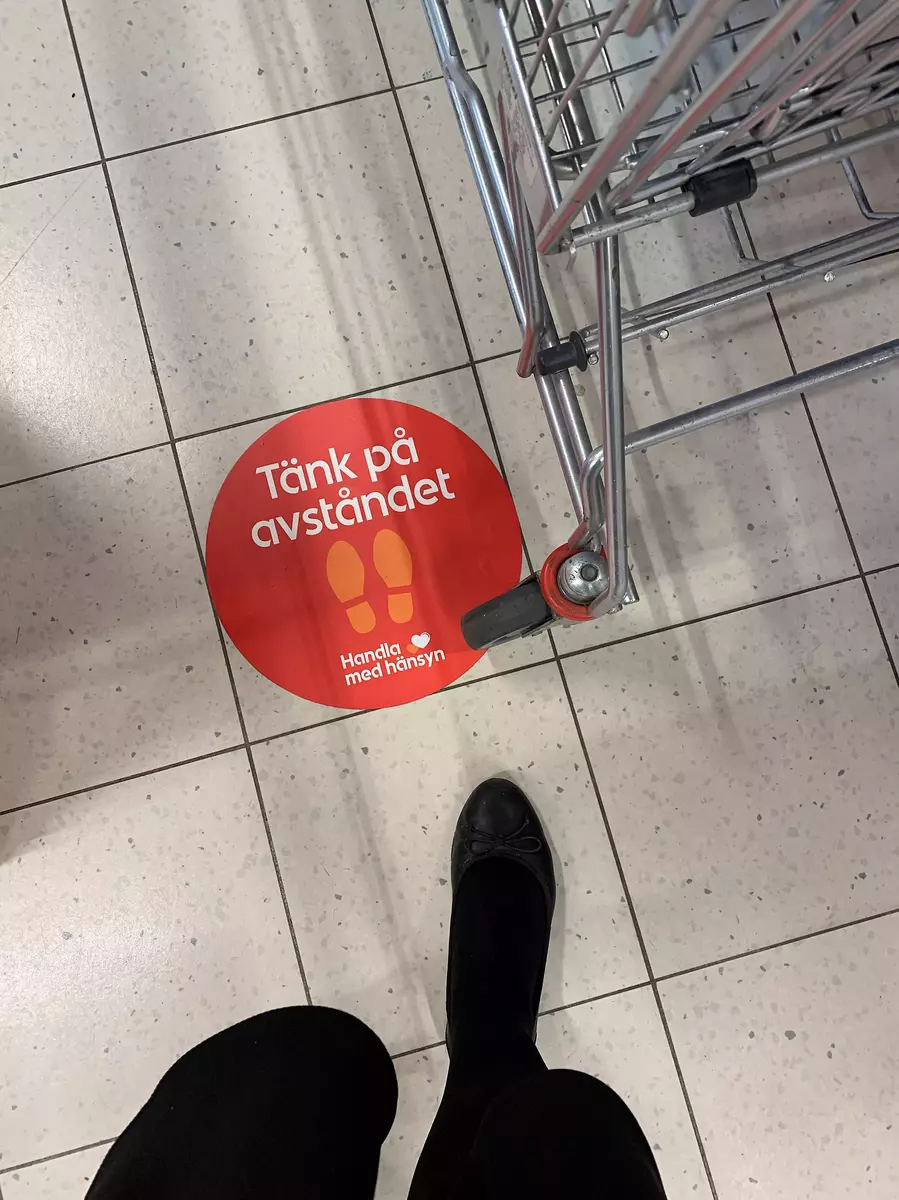 Tänk på
avståndet
Handla
med hänsyn